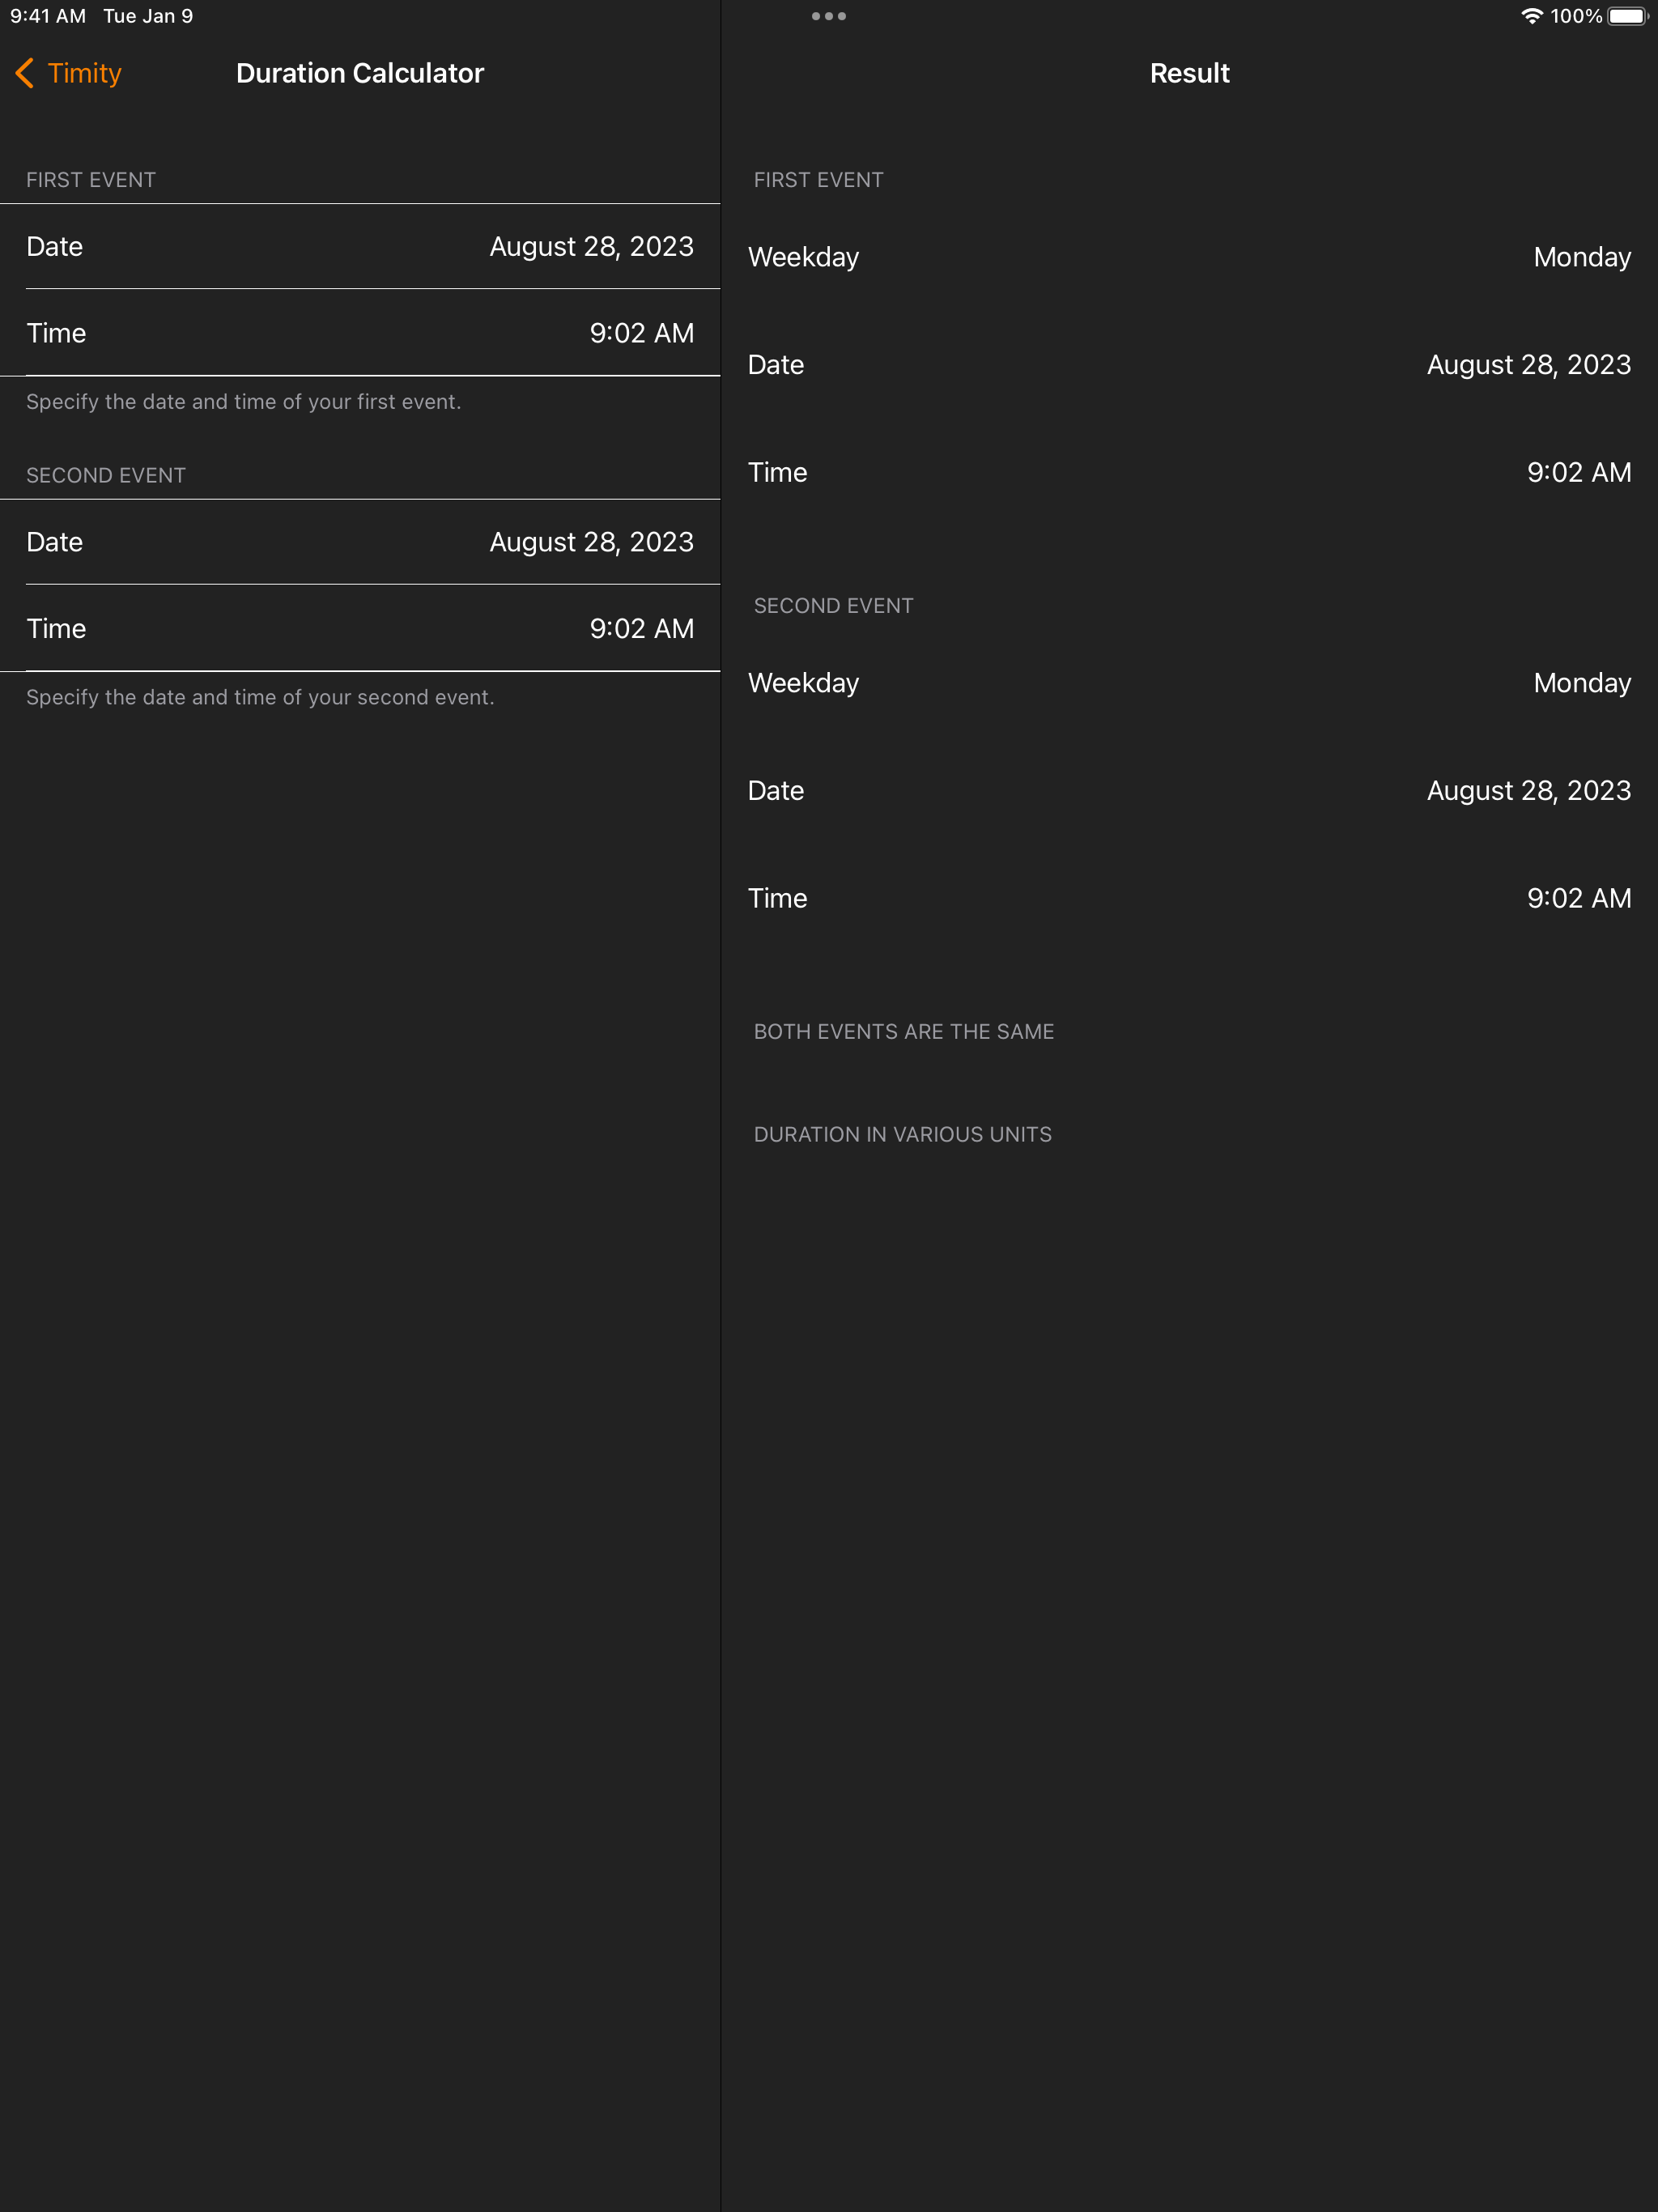 9:41 AM Tue Jan 9
100%
Timity
Duration Calculator
FIRST EVENT
Date August 28, 2023
Time 9:02 AM
Specify the date and time of your first event.
SECOND EVENT
Date August 28, 2023
Time 9:02 AM
Specify the date and time of your second event.
Result
FIRST EVENT
Weekday Monday
Date August 28, 2023
Time 9:02 AM
SECOND EVENT
Weekday Monday
Date August 28, 2023
Time 9:02 AM
BOTH EVENTS ARE THE SAME
DURATION IN VARIOUS UNITS